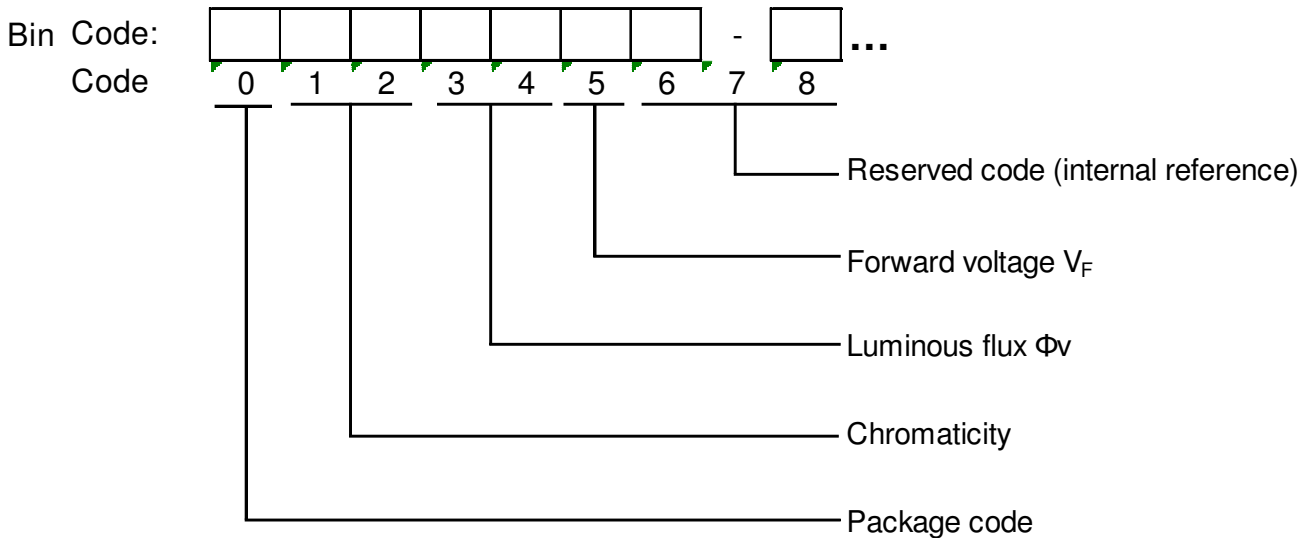 Bin Code: - ...
Code 0 1 2 3 4 5 6 7 8
Reserved code (internal reference)
Forward voltage VF
Luminous flux Φv
Chromaticity
Package code